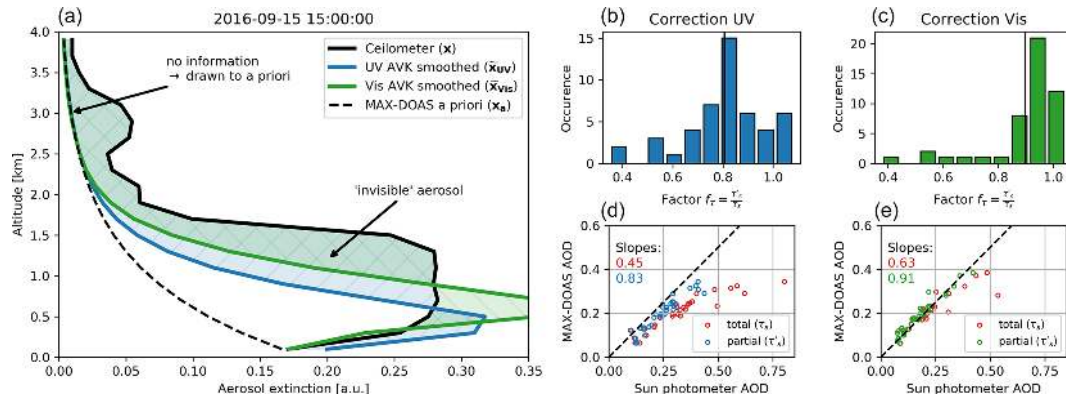 (a)
2016-09-15 15:00:00
4.0
3.5
3.0
2.5
2.0
1.5
1.0
0.5
0.0
Altitude [km]
no information
→ drawn to a priori
Ceilometer (x)
UV AVK smoothed (x̃UV)
Vis AVK smoothed (x̃Vis)
MAX-DOAS a priori (xa)
'invisible' aerosol
0.00
0.05
0.10
0.15
0.20
0.25
0.30
0.35
Aerosol extinction [a.u.]
(b)
Correction UV
15
10
5
0
Occurence
0.4
0.6
0.8
1.0
Factor fτ = τ's/τs
(c)
Correction Vis
20
10
0
Occurence
0.4
0.6
0.8
1.0
Factor fτ = τ's/τs
(d)
0.6
0.4
0.2
0.0
MAX-DOAS AOD
Slopes:
0.45
0.83
total (τs)
partial (τ's)
0.00
0.25
0.50
0.75
Sun photometer AOD
(e)
0.6
0.4
0.2
0.0
MAX-DOAS AOD
Slopes:
0.63
0.91
total (τs)
partial (τ's)
0.00
0.25
0.50
0.75
Sun photometer AOD